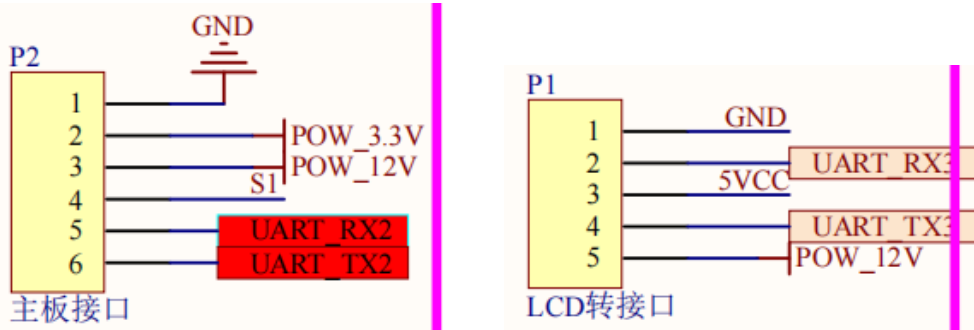 GND
P2
1
2 POW_3.3V
3 POW_12V
4 S1
5 UART_RX2
6 UART_TX2
主板接口
P1
1 GND
2 UART_RX3
3 5VCC
4 UART_TX3
5 POW_12V
LCD转接口